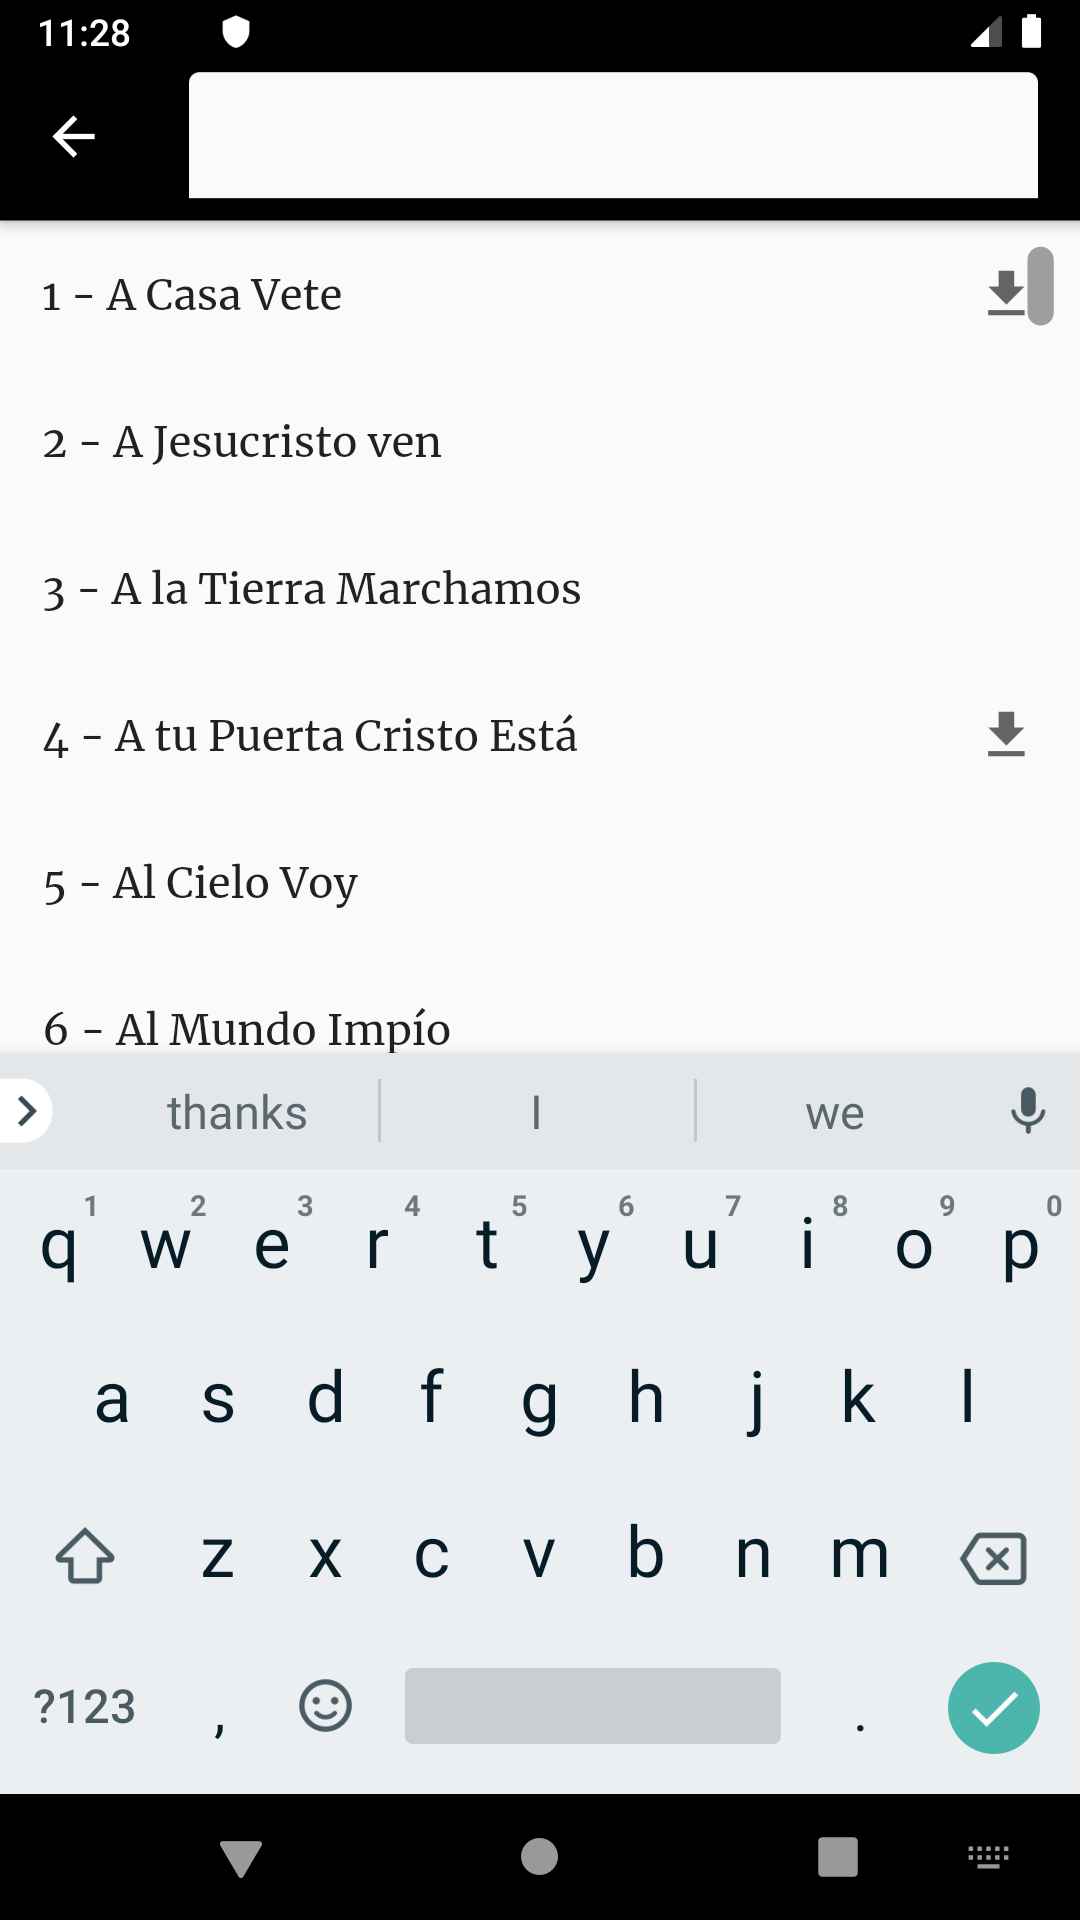 11:28
1 - A Casa Vete
2 - A Jesucristo ven
3 - A la Tierra Marchamos
4 - A tu Puerta Cristo Está
5 - Al Cielo Voy
6 - Al Mundo Impío
thanks I we
1 2 3 4 5 6 7 8 9 0
q w e r t y u i o p
a s d f g h j k l
z x c v b n m
?123 , .